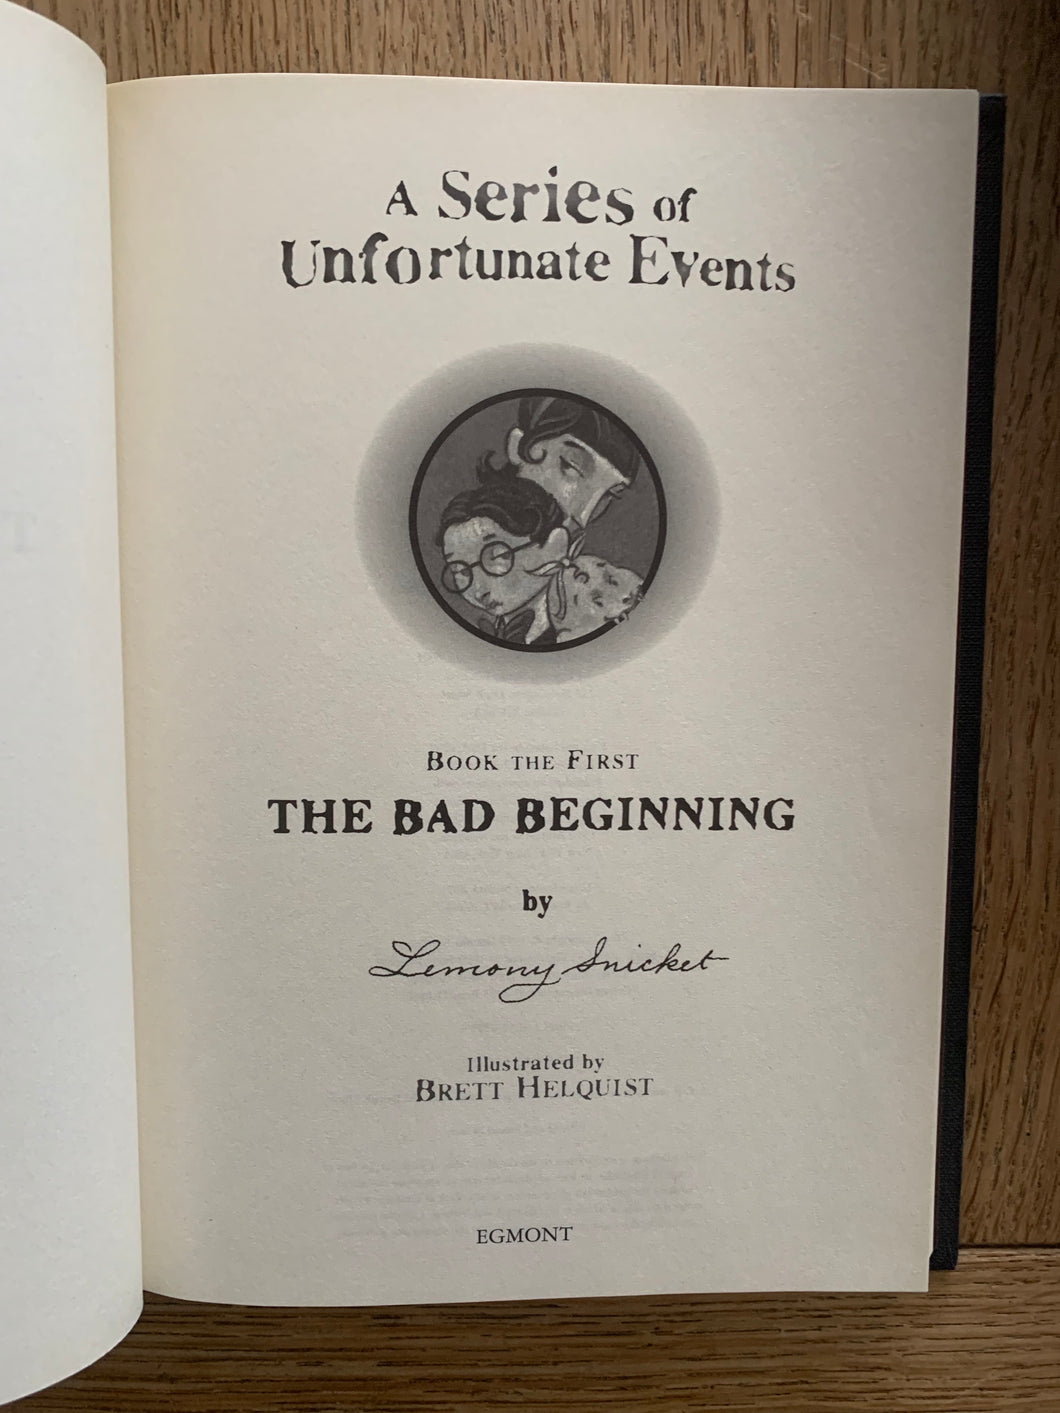 A Series of
Unfortunate Events
BOOK THE FIRST
THE BAD BEGINNING
by
Lemony Snicket
Illustrated by
BRETT HELQUIST
EGMONT